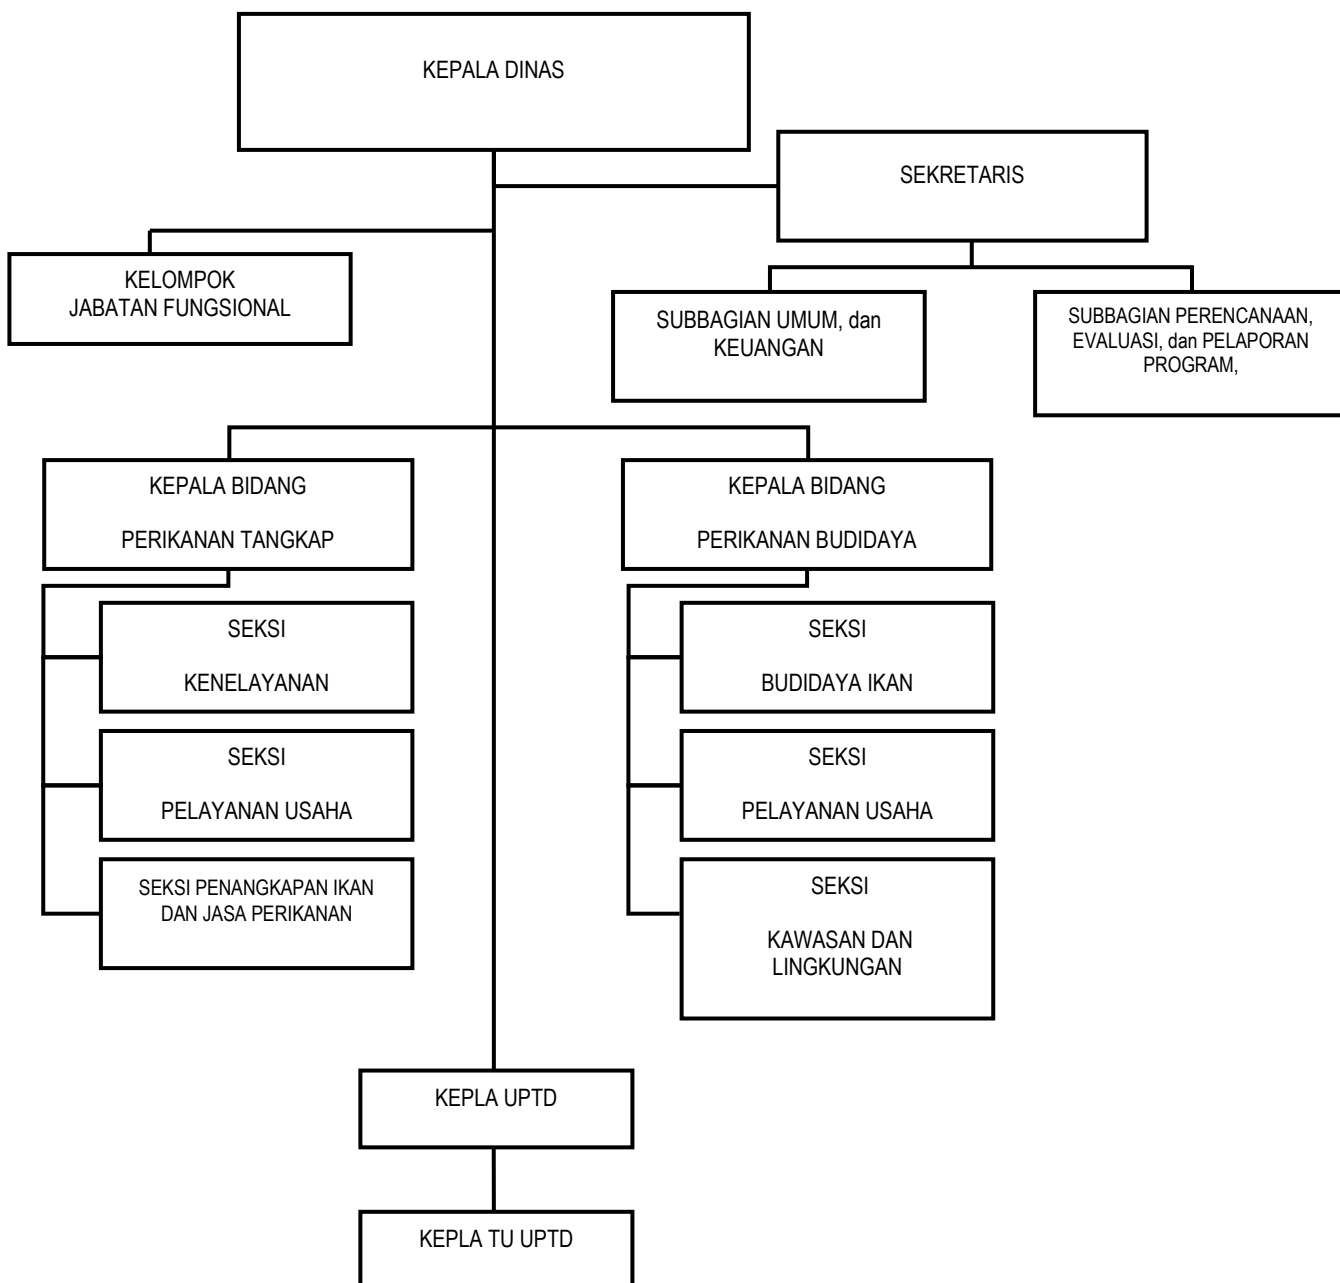 KEPALA DINAS
SEKRETARIS
KELOMPOK
JABATAN FUNGSIONAL
SUBBAGIAN UMUM, dan
KEUANGAN
SUBBAGIAN PERENCANAAN,
EVALUASI, dan PELAPORAN
PROGRAM,
KEPALA BIDANG
PERIKANAN TANGKAP
KEPALA BIDANG
PERIKANAN BUDIDAYA
SEKSI
KENELAYANAN
SEKSI
BUDIDAYA IKAN
SEKSI
PELAYANAN USAHA
SEKSI
PELAYANAN USAHA
SEKSI PENANGKAPAN IKAN
DAN JASA PERIKANAN
SEKSI
KAWASAN DAN
LINGKUNGAN
KEPLA UPTD
KEPLA TU UPTD